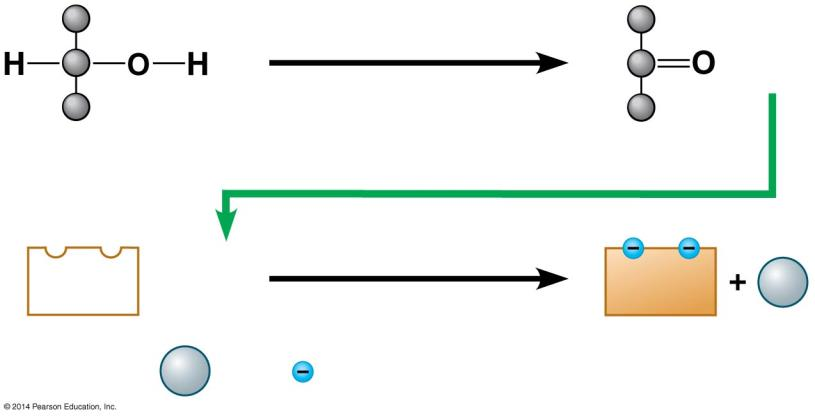 H O H
O
− −
+
−
© 2014 Pearson Education, Inc.